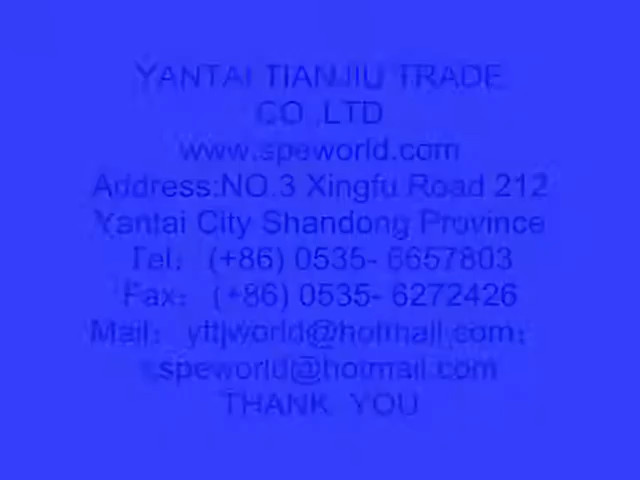 YANTAI TIANJIU TRADE
CO .LTD
www.speworld.com
Address:NO.3 Xingfu Road 212
Yantai City Shandong Province
Tel： (+86) 0535- 6657803
Fax： (+86) 0535- 6272426
Mail： yttjworld@hotmail.com；
speworld@hotmail.com
THANK YOU